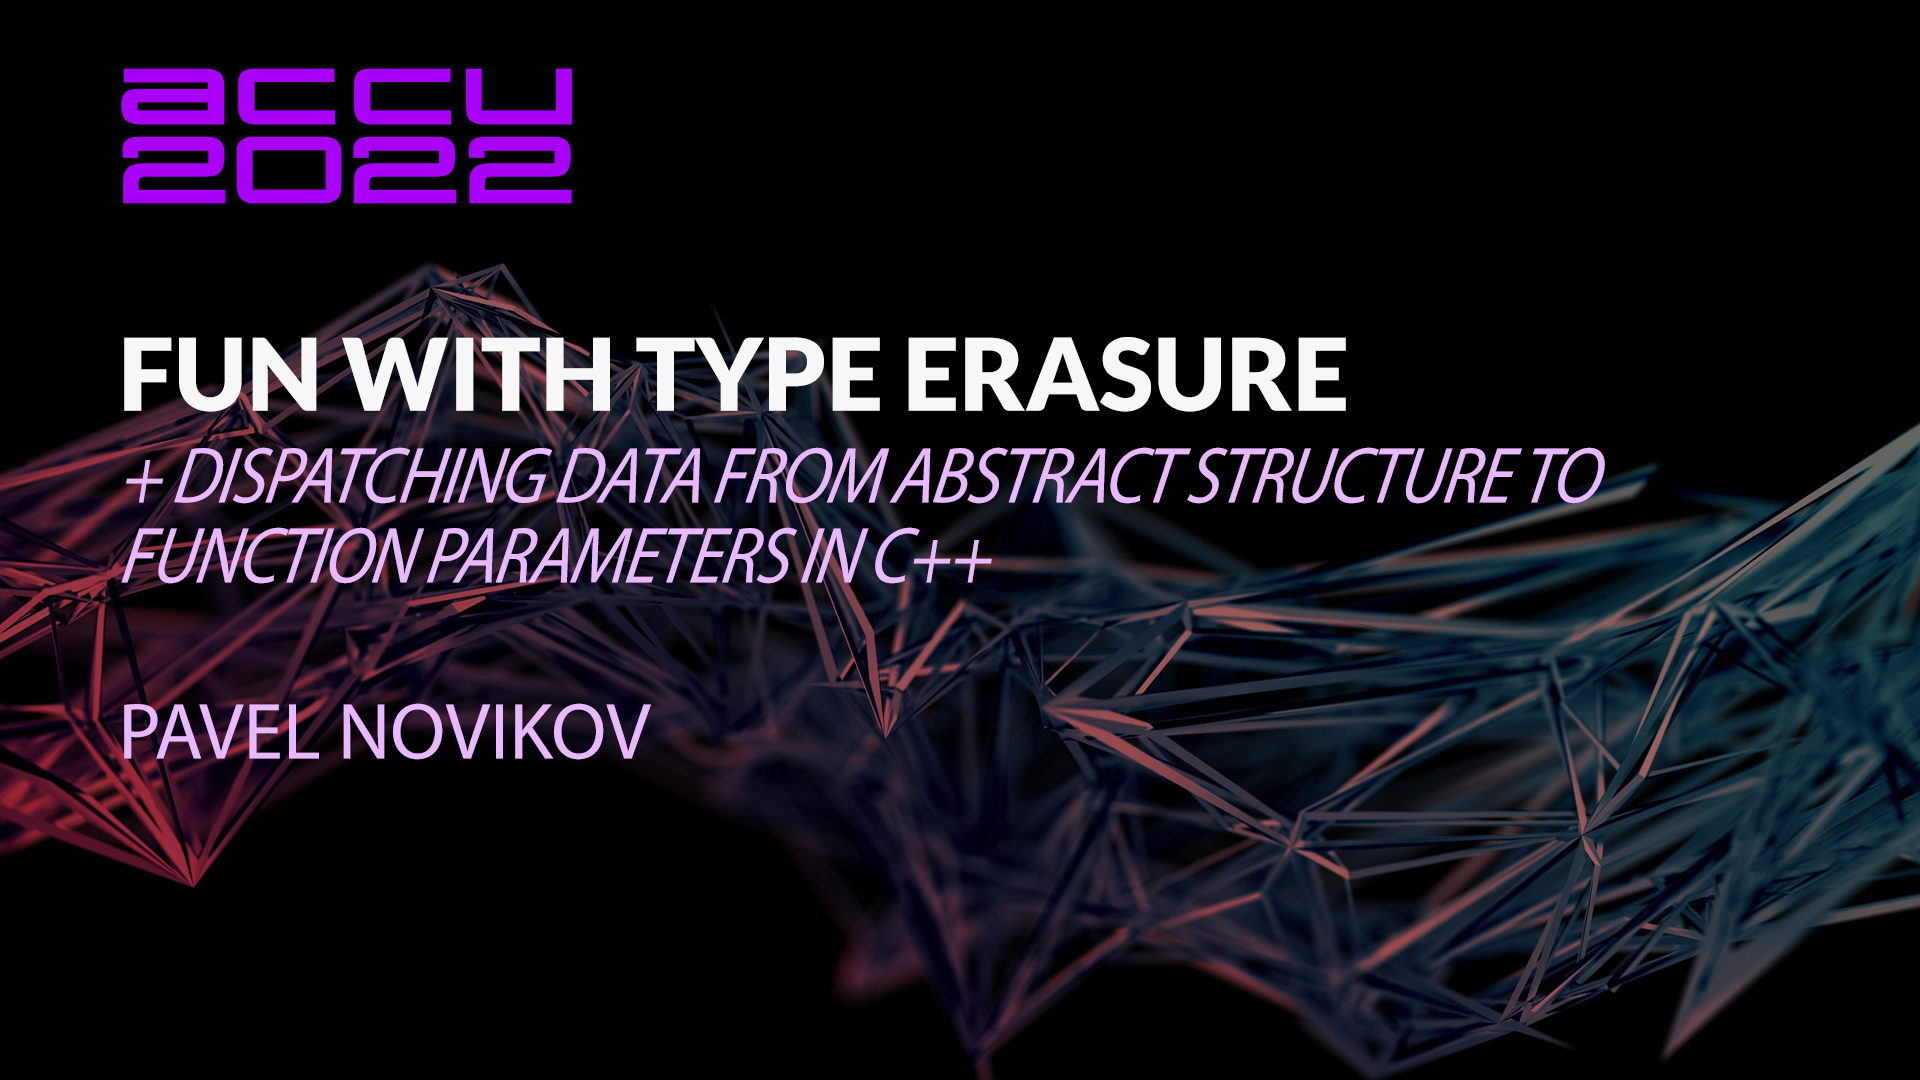 accu
2022
FUN WITH TYPE ERASURE
+ DISPATCHING DATA FROM ABSTRACT STRUCTURE TO
FUNCTION PARAMETERS IN C++
PAVEL NOVIKOV